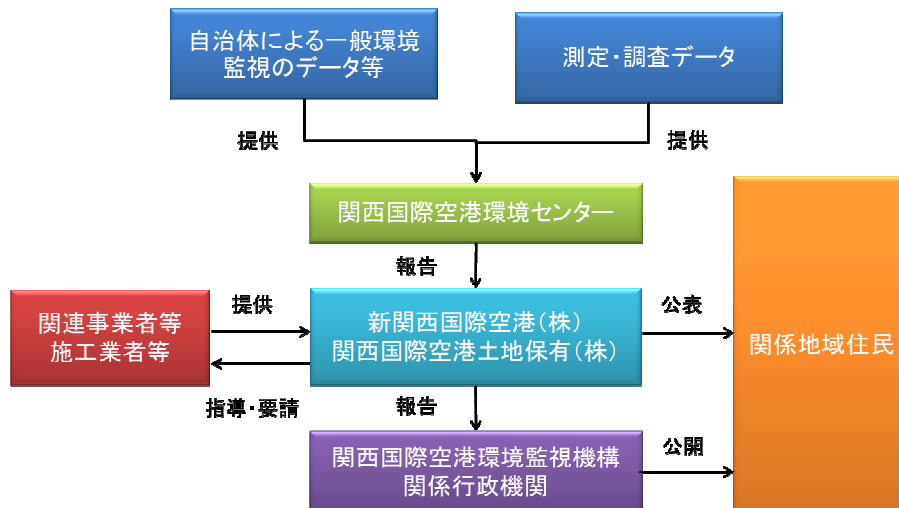 自治体による一般環境
監視のデータ等
測定・調査データ
提供
提供
関西国際空港環境センター
報告
関連事業者等
施工業者等
提供
指導・要請
新関西国際空港(株)
関西国際空港土地保有(株)
公表
関係地域住民
報告
関西国際空港環境監視機構
関係行政機関
公開